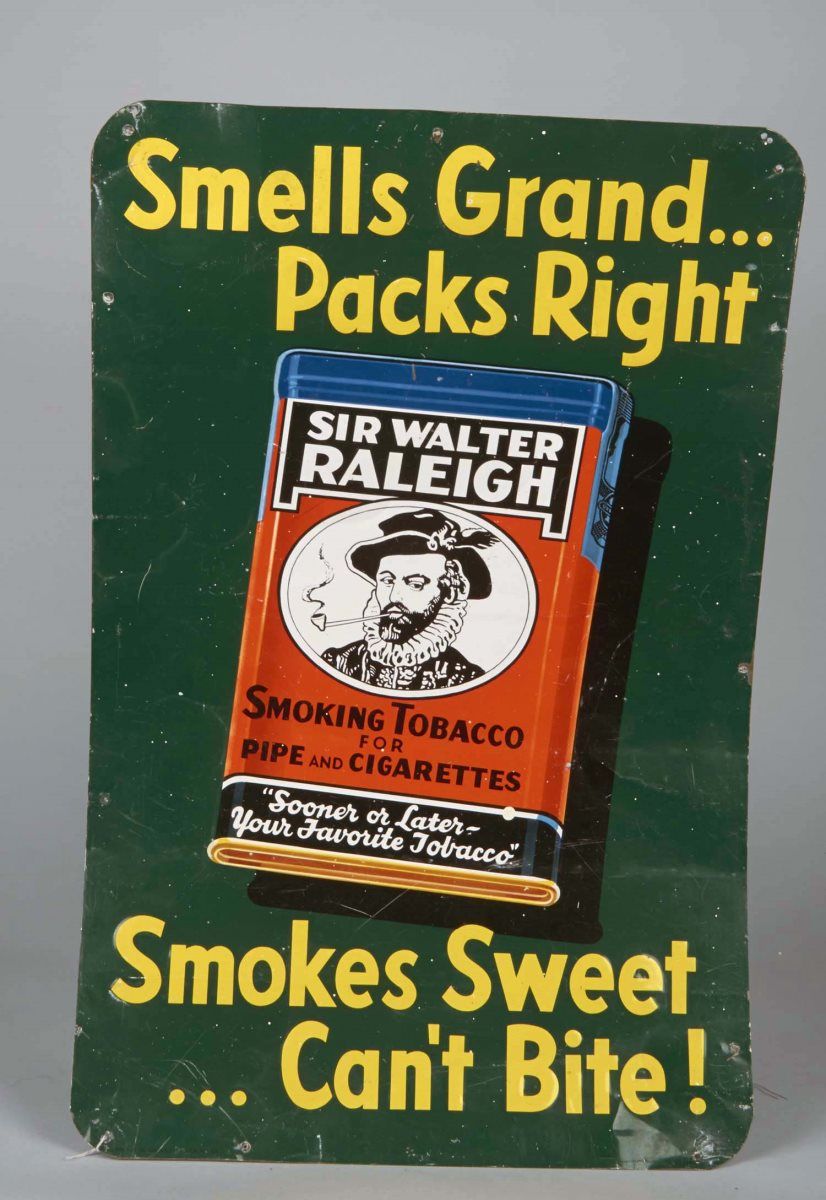 Smells Grand...
Packs Right
SIR WALTER
RALEIGH
SMOKING TOBACCO
FOR
PIPE AND CIGARETTES
"Sooner or Later-
Your Favorite Tobacco"
Smokes Sweet
... Can't Bite!